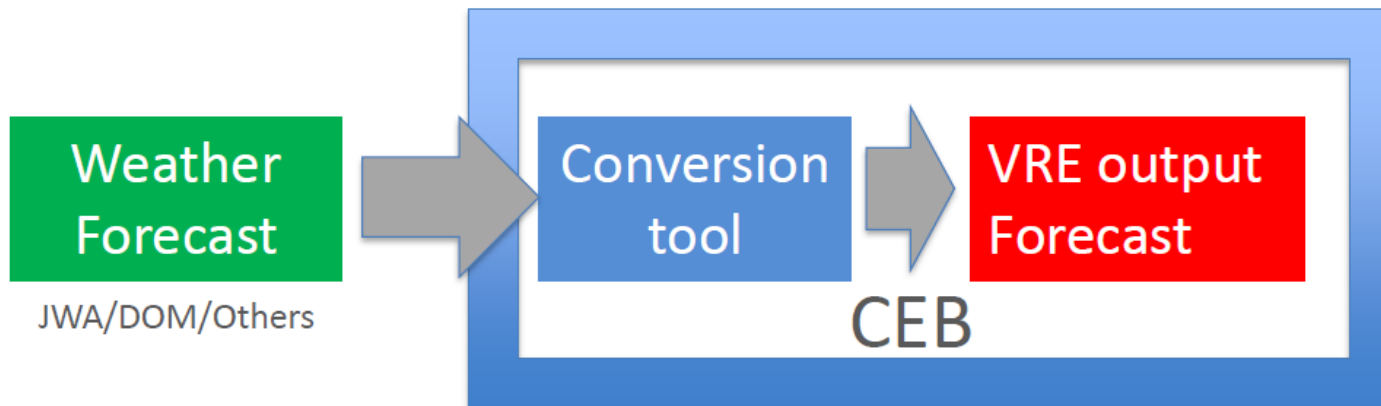 Weather
Forecast
JWA/DOM/Others
Conversion
tool
VRE output
Forecast
CEB